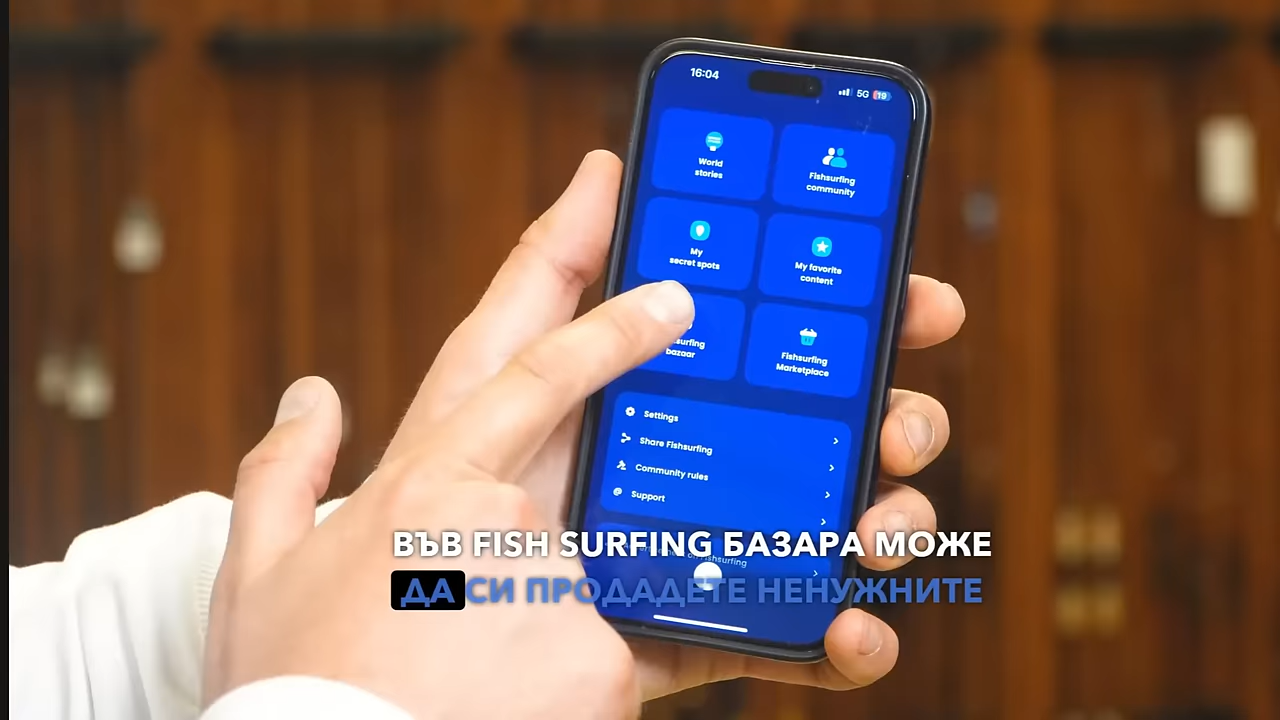 16:04
5G 19
World
stories
Fishsurfing
community
My
secret spots
My favorite
content
bazaar
Fishsurfing
Marketplace
Settings
Share Fishsurfing
Community rules
Support
ВЪВ FISH SURFING БАЗАРА МОЖЕ
ДА СИ ПРОДАДЕТЕ НЕНУЖНИТЕ